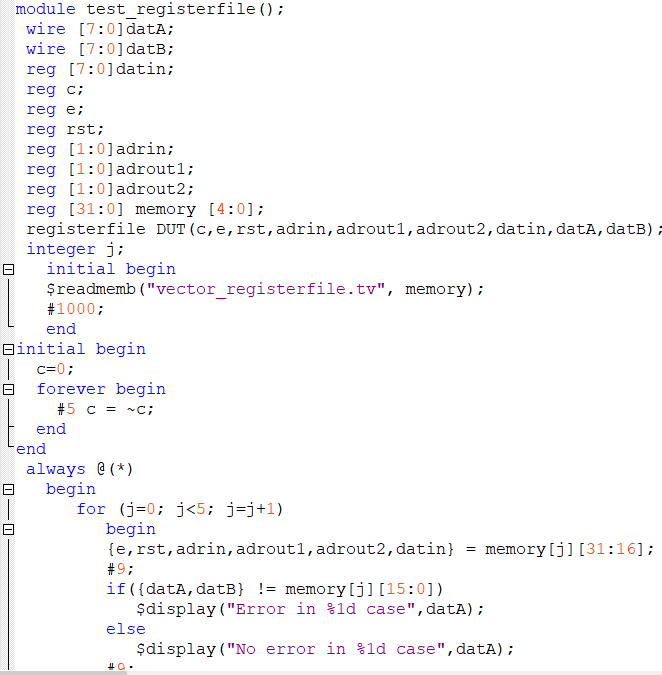 module test_registerfile();
wire [7:0]datA;
wire [7:0]datB;
reg [7:0]datin;
reg c;
reg e;
reg rst;
reg [1:0]adrin;
reg [1:0]adrout1;
reg [1:0]adrout2;
reg [31:0] memory [4:0];
registerfile DUT(c,e,rst,adrin,adrout1,adrout2,datin,datA,datB);
integer j;
initial begin
$readmemb("vector_registerfile.tv", memory);
#1000;
end
initial begin
c=0;
forever begin
#5 c = ~c;
end
end
always @(*)
begin
for (j=0; j<5; j=j+1)
begin
{e,rst,adrin,adrout1,adrout2,datin} = memory[j][31:16];
#9;
if({datA,datB} != memory[j][15:0])
$display("Error in %1d case",datA);
else
$display("No error in %1d case",datA);
#9;